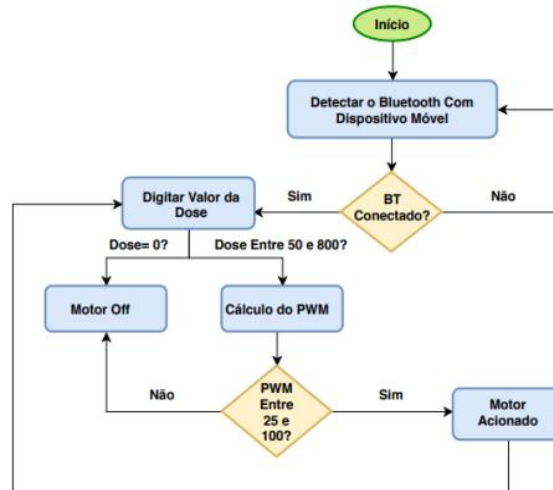 Início
Detectar o Bluetooth Com
Dispositivo Móvel
BT
Conectado?
Sim
Não
Digitar Valor da
Dose
Dose= 0?
Dose Entre 50 e 800?
Motor Off
Cálculo do PWM
PWM
Entre
25 e
100?
Não
Sim
Motor
Acionado